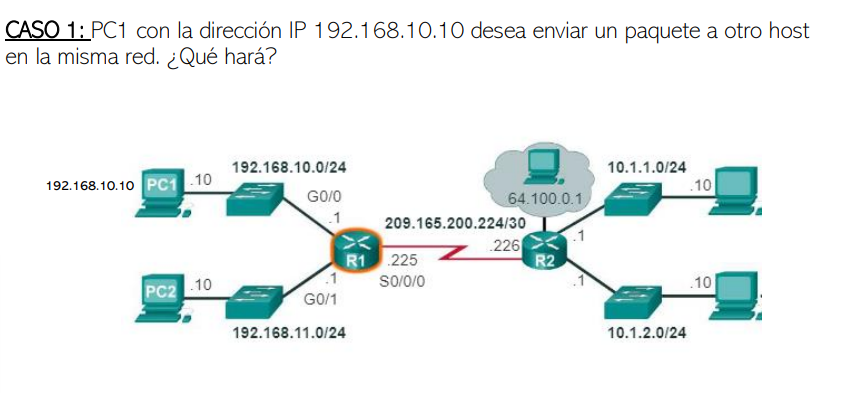 CASO 1: PC1 con la dirección IP 192.168.10.10 desea enviar un paquete a otro host
en la misma red. ¿Qué hará?
192.168.10.0/24
10.1.1.0/24
192.168.10.10
PC1
.10
.10
G0/0
64.100.0.1
.1
209.165.200.224/30
.226
.1
R1
.225
R2
S0/0/0
PC2
.10
.1
G0/1
.1
.10
192.168.11.0/24
10.1.2.0/24